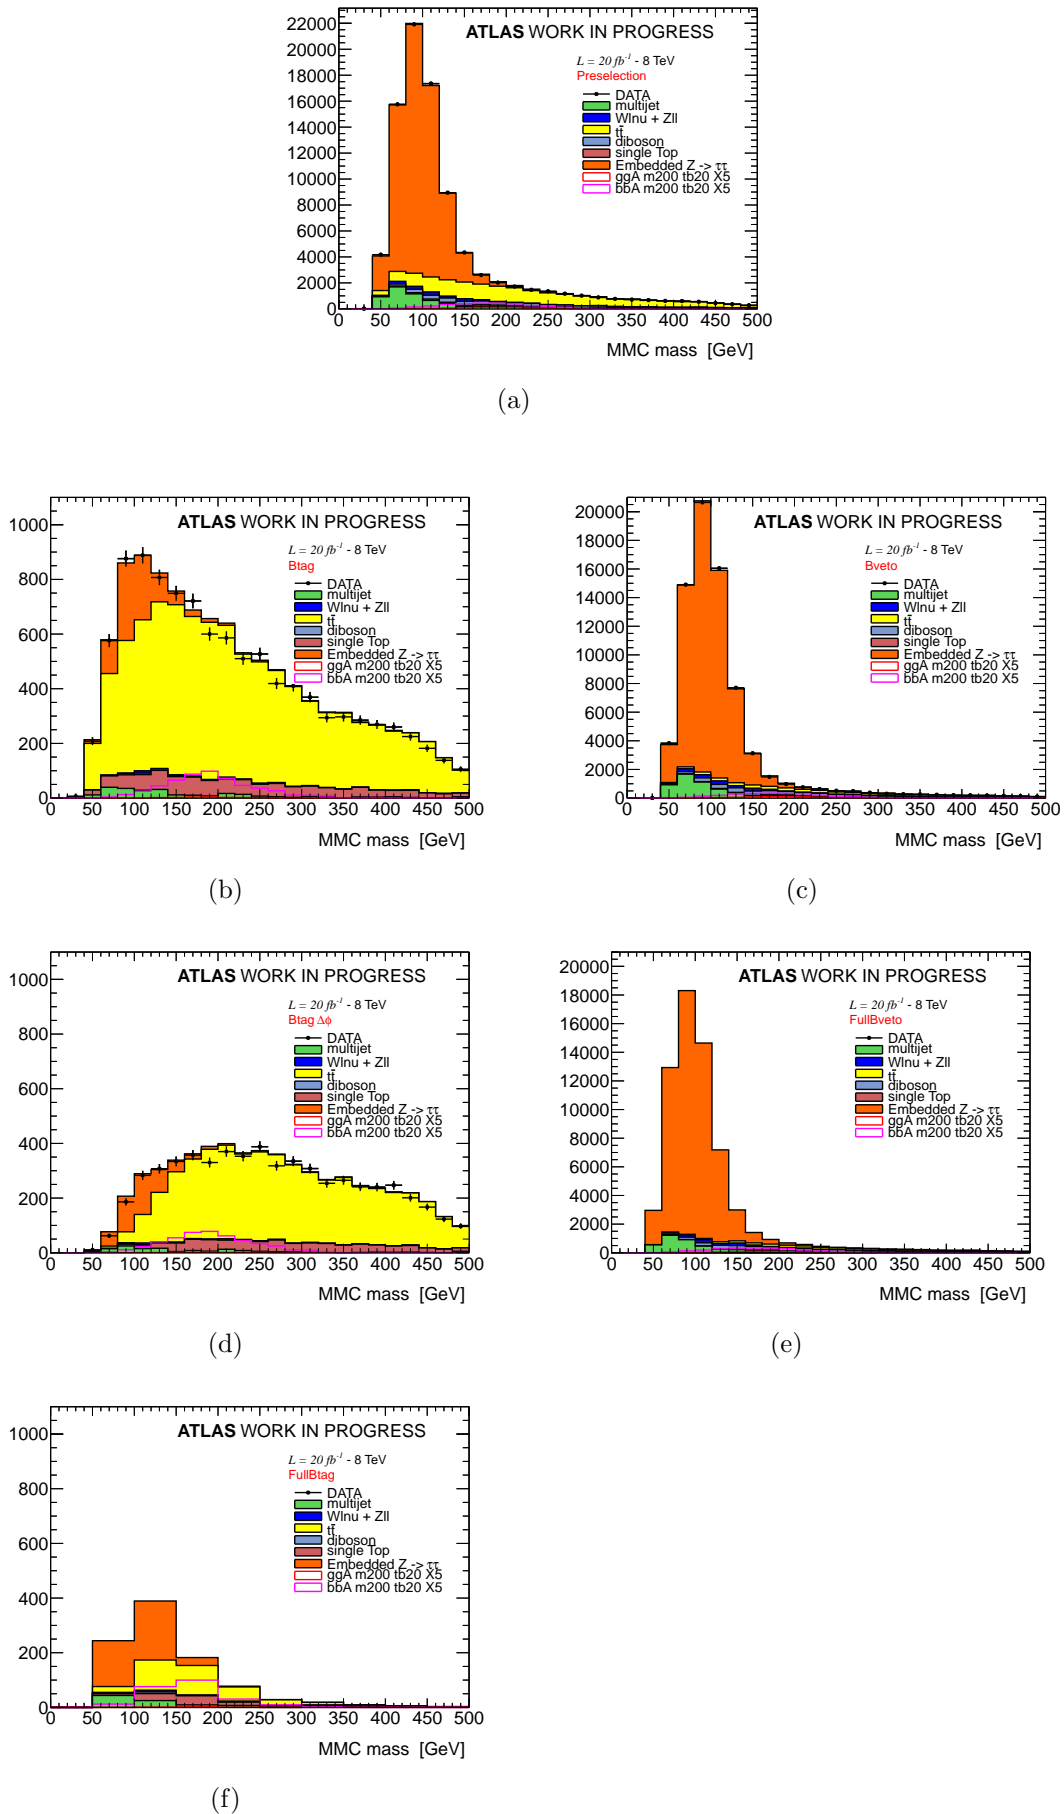 22000
20000
18000
16000
14000
12000
10000
8000
6000
4000
2000
0
ATLAS WORK IN PROGRESS
L = 20 fb⁻¹ - 8 TeV
Preselection
DATA
multijet
Wlnu + Zll
tt̄
diboson
single Top
Embedded Z -> ττ
ggA m200 tb20 X5
bbA m200 tb20 X5
0 50 100 150 200 250 300 350 400 450 500
MMC mass [GeV]
(a)
1000
800
600
400
200
0
ATLAS WORK IN PROGRESS
L = 20 fb⁻¹ - 8 TeV
Btag
DATA
multijet
Wlnu + Zll
tt̄
diboson
single Top
Embedded Z -> ττ
ggA m200 tb20 X5
bbA m200 tb20 X5
0 50 100 150 200 250 300 350 400 450 500
MMC mass [GeV]
(b)
20000
18000
16000
14000
12000
10000
8000
6000
4000
2000
0
ATLAS WORK IN PROGRESS
L = 20 fb⁻¹ - 8 TeV
Bveto
DATA
multijet
Wlnu + Zll
tt̄
diboson
single Top
Embedded Z -> ττ
ggA m200 tb20 X5
bbA m200 tb20 X5
0 50 100 150 200 250 300 350 400 450 500
MMC mass [GeV]
(c)
1000
800
600
400
200
0
ATLAS WORK IN PROGRESS
L = 20 fb⁻¹ - 8 TeV
Btag Δϕ
DATA
multijet
Wlnu + Zll
tt̄
diboson
single Top
Embedded Z -> ττ
ggA m200 tb20 X5
bbA m200 tb20 X5
0 50 100 150 200 250 300 350 400 450 500
MMC mass [GeV]
(d)
20000
18000
16000
14000
12000
10000
8000
6000
4000
2000
0
ATLAS WORK IN PROGRESS
L = 20 fb⁻¹ - 8 TeV
FullBveto
DATA
multijet
Wlnu + Zll
tt̄
diboson
single Top
Embedded Z -> ττ
ggA m200 tb20 X5
bbA m200 tb20 X5
0 50 100 150 200 250 300 350 400 450 500
MMC mass [GeV]
(e)
1000
800
600
400
200
0
ATLAS WORK IN PROGRESS
L = 20 fb⁻¹ - 8 TeV
FullBtag
DATA
multijet
Wlnu + Zll
tt̄
diboson
single Top
Embedded Z -> ττ
ggA m200 tb20 X5
bbA m200 tb20 X5
0 50 100 150 200 250 300 350 400 450 500
MMC mass [GeV]
(f)